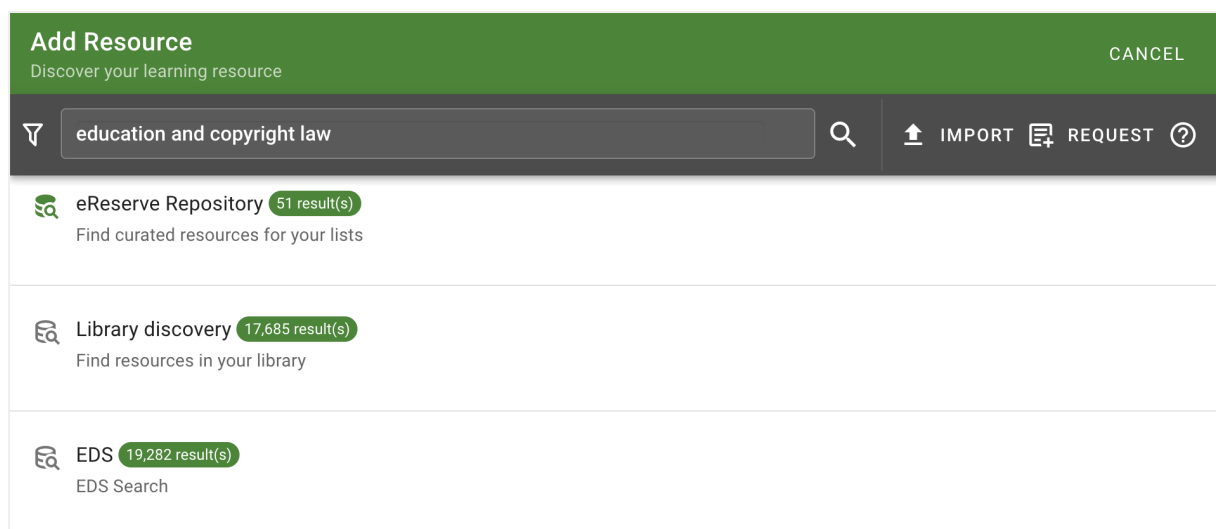 Add Resource
Discover your learning resource
CANCEL
education and copyright law
IMPORT
REQUEST
eReserve Repository 51 result(s)
Find curated resources for your lists
Library discovery 17,685 result(s)
Find resources in your library
EDS 19,282 result(s)
EDS Search